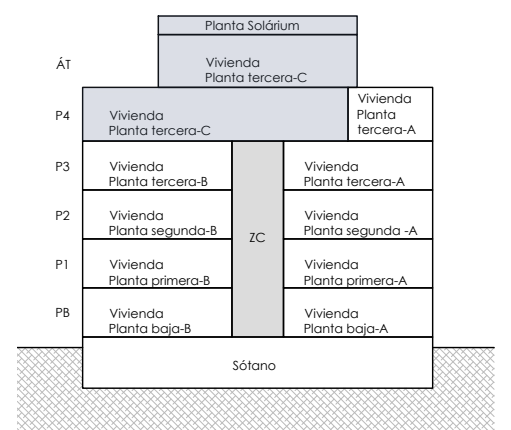 Planta Solárium
ÁT
Vivienda
Planta tercera-C
P4
Vivienda
Planta tercera-C
Vivienda
Planta
tercera-A
P3
Vivienda
Planta tercera-B
Vivienda
Planta tercera-A
P2
Vivienda
Planta segunda-B
ZC
Vivienda
Planta segunda -A
P1
Vivienda
Planta primera-B
Vivienda
Planta primera-A
PB
Vivienda
Planta baja-B
Vivienda
Planta baja-A
Sótano